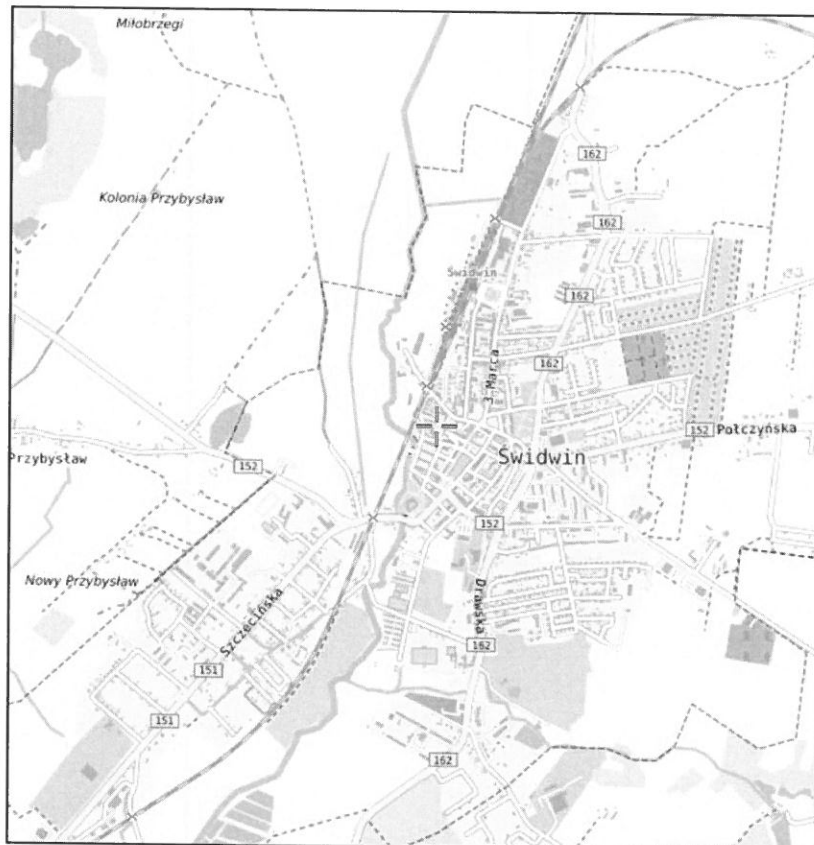 Miłobrzegi
162
Kolonia Przybysław
162
Świdwin
162
3 Marca
162
152 Połczyńska
Świdwin
Przybysław
152
152
Nowy Przybysław
Szczecińska
Drawska
162
151
151
162